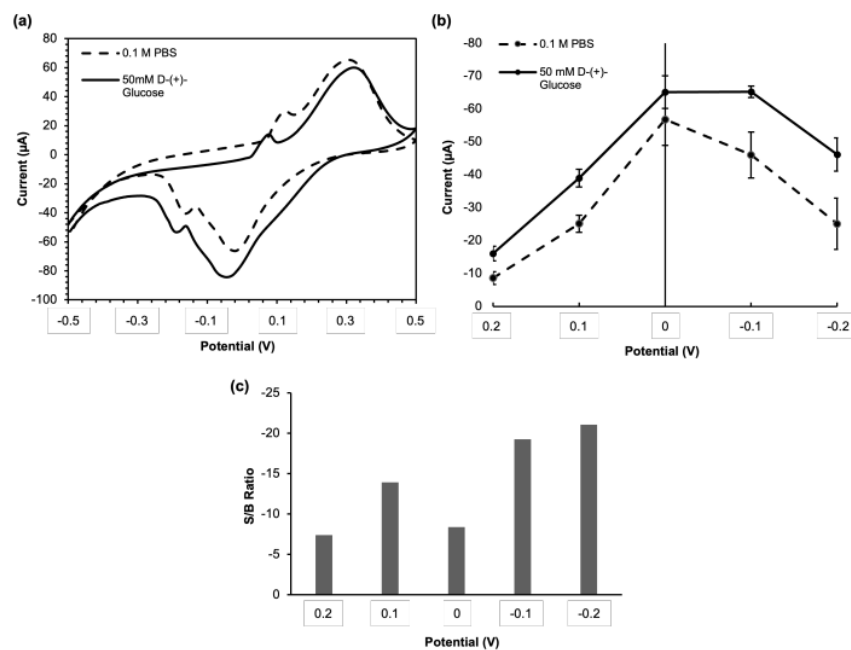 (a)
80
60
40
20
0
-20
-40
-60
-80
-100
Current (µA)
0.1 M PBS
50mM D-(+)-
Glucose
-0.5
-0.3
-0.1
0.1
0.3
0.5
Potential (V)
(b)
-80
-70
-60
-50
-40
-30
-20
-10
0
Current (µA)
0.1 M PBS
50 mM D-(+)-
Glucose
0.2
0.1
0
-0.1
-0.2
Potential (V)
(c)
-25
-20
-15
-10
-5
0
S/B Ratio
0.2
0.1
0
-0.1
-0.2
Potential (V)